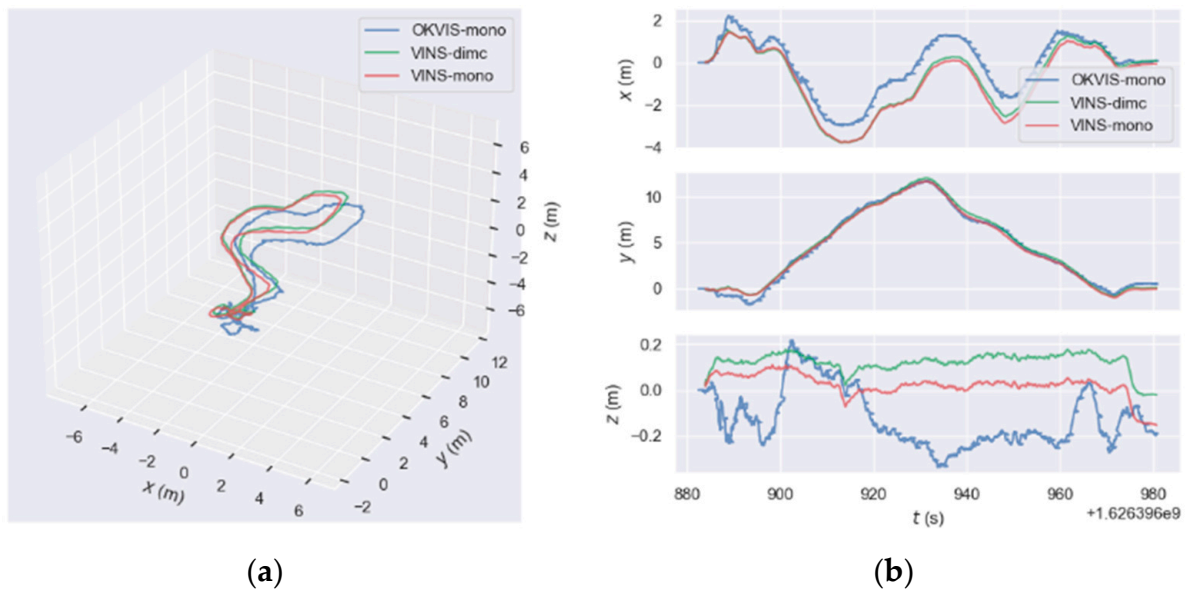 OKVIS-mono
VINS-dimc
VINS-mono
6
4
2
0
−2
−4
−6
z (m)
12
10
8
6
4
2
0
−2
y (m)
−6
−4
−2
0
2
4
6
x (m)
(a)
2
0
−2
−4
x (m)
OKVIS-mono
VINS-dimc
VINS-mono
10
5
0
y (m)
0.2
0.0
−0.2
z (m)
880 900 920 940 960 980
t (s)
+1.626396e9
(b)